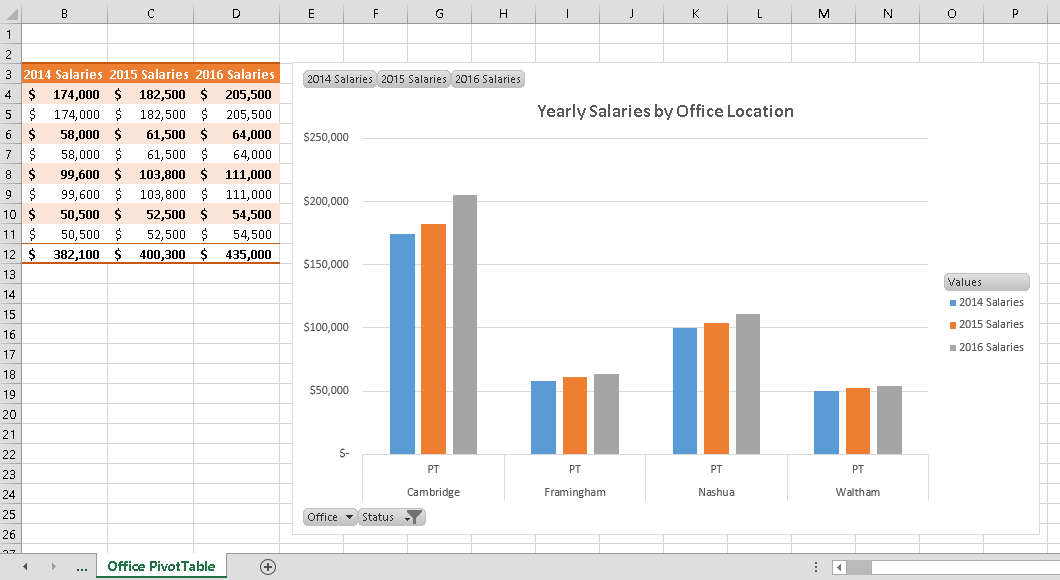 B C D E F G H I J K L M N O P
1
2
3 2014 Salaries 2015 Salaries 2016 Salaries
4 $ 174,000 $ 182,500 $ 205,500
5 $ 174,000 $ 182,500 $ 205,500
6 $ 58,000 $ 61,500 $ 64,000
7 $ 58,000 $ 61,500 $ 64,000
8 $ 99,600 $ 103,800 $ 111,000
9 $ 99,600 $ 103,800 $ 111,000
10 $ 50,500 $ 52,500 $ 54,500
11 $ 50,500 $ 52,500 $ 54,500
12 $ 382,100 $ 400,300 $ 435,000
13
14
15
16
17
18
19
20
21
22
23
24
25
26
27
2014 Salaries 2015 Salaries 2016 Salaries
Yearly Salaries by Office Location
$250,000
$200,000
$150,000
$100,000
$50,000
$-
PT PT PT PT
Cambridge Framingham Nashua Waltham
Values
2014 Salaries
2015 Salaries
2016 Salaries
Office Status
... Office PivotTable